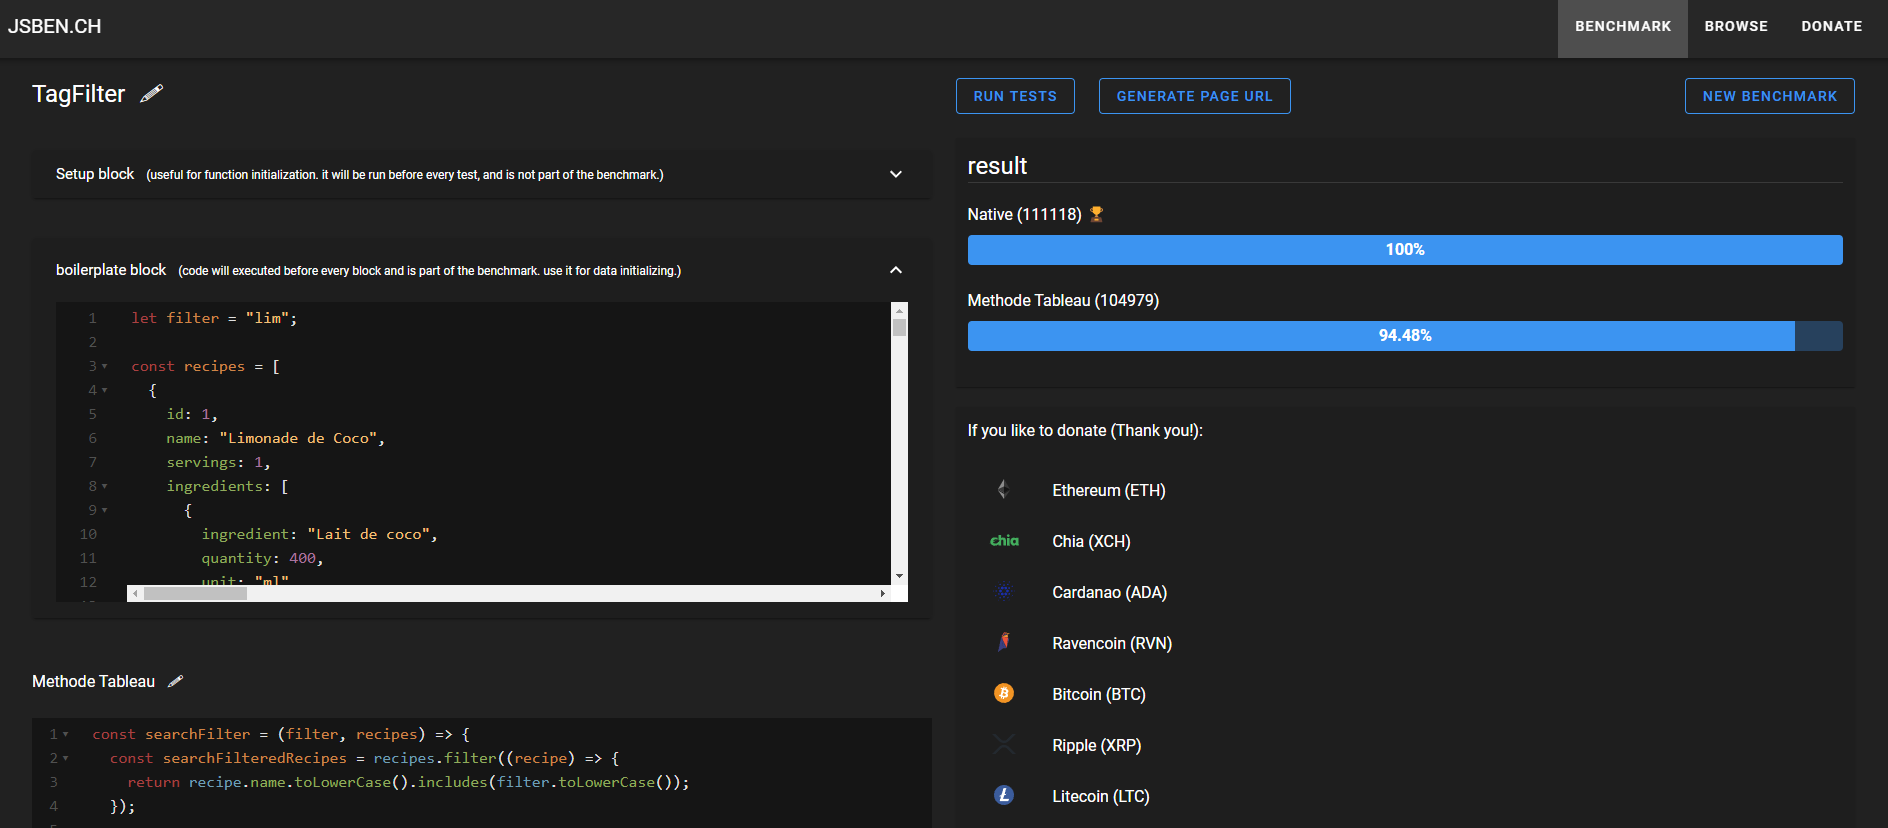 JSBEN.CH
BENCHMARK
BROWSE
DONATE
TagFilter
RUN TESTS
GENERATE PAGE URL
NEW BENCHMARK
Setup block (useful for function initialization. it will be run before every test, and is not part of the benchmark.)
boilerplate block (code will executed before every block and is part of the benchmark. use it for data initializing.)
1 let filter = "lim";
2
3 const recipes = [
4 {
5 id: 1,
6 name: "Limonade de Coco",
7 servings: 1,
8 ingredients: [
9 {
10 ingredient: "Lait de coco",
11 quantity: 400,
12 unit: "ml"
Methode Tableau
1 const searchFilter = (filter, recipes) => {
2 const searchFilteredRecipes = recipes.filter((recipe) => {
3 return recipe.name.toLowerCase().includes(filter.toLowerCase());
4 });
result
Native (111118)
100%
Methode Tableau (104979)
94.48%
If you like to donate (Thank you!):
Ethereum (ETH)
chia Chia (XCH)
Cardanao (ADA)
Ravencoin (RVN)
Bitcoin (BTC)
Ripple (XRP)
Litecoin (LTC)